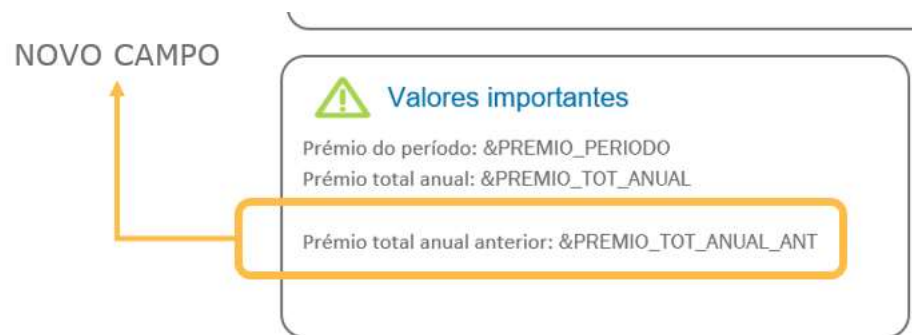 NOVO CAMPO
Valores importantes
Prémio do período: &PREMIO_PERIODO
Prémio total anual: &PREMIO_TOT_ANUAL
Prémio total anual anterior: &PREMIO_TOT_ANUAL_ANT